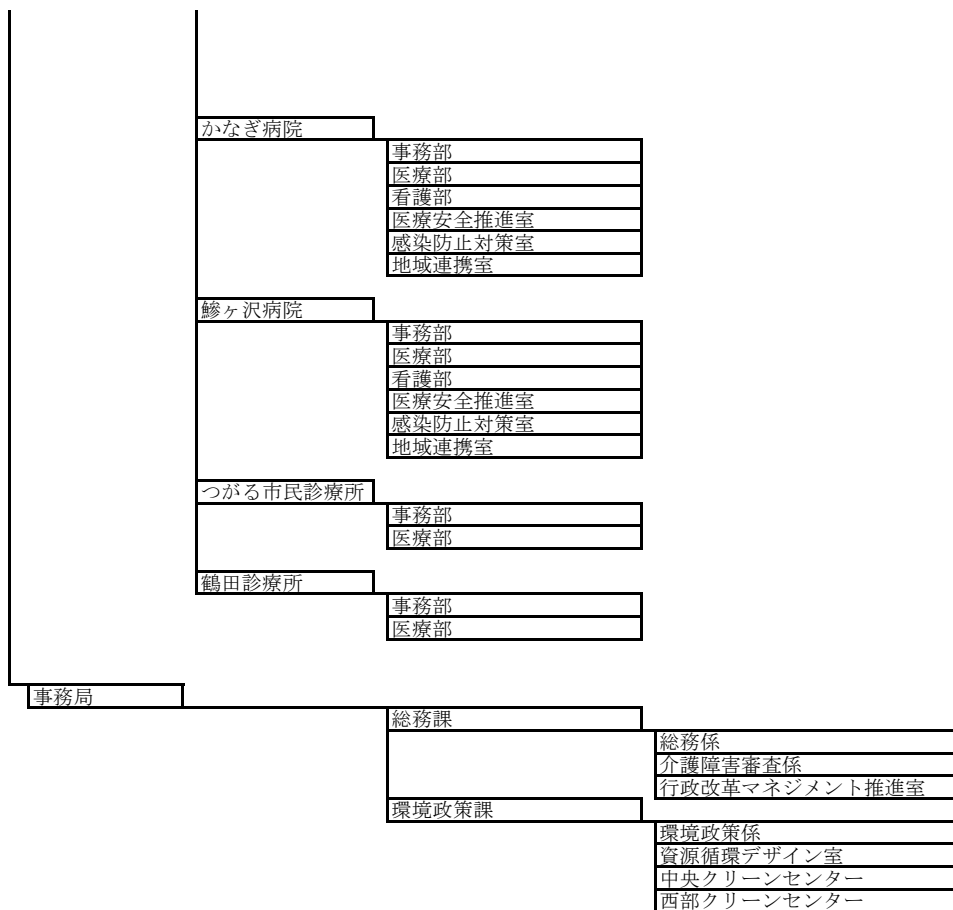 かなぎ病院
事務部
医療部
看護部
医療安全推進室
感染防止対策室
地域連携室
鰺ヶ沢病院
事務部
医療部
看護部
医療安全推進室
感染防止対策室
地域連携室
つがる市民診療所
事務部
医療部
鶴田診療所
事務部
医療部
事務局
総務課
総務係
介護障害審査係
行政改革マネジメント推進室
環境政策課
環境政策係
資源循環デザイン室
中央クリーンセンター
西部クリーンセンター